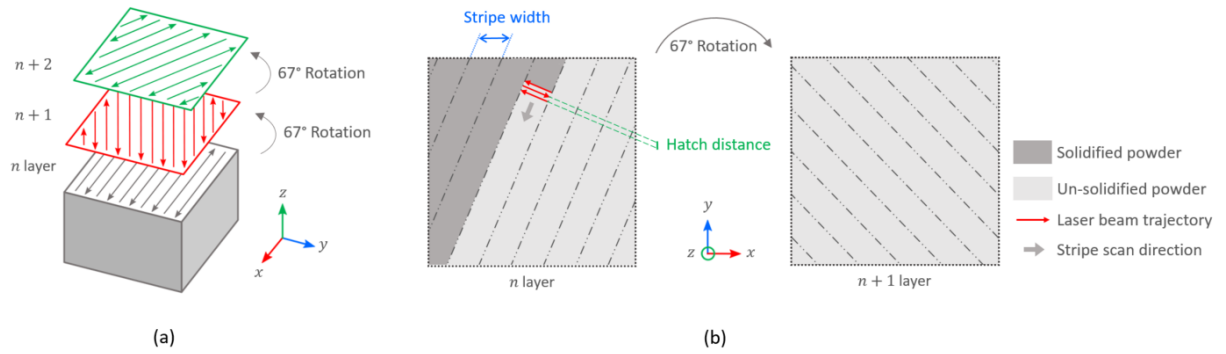 n + 2
67° Rotation
n + 1
67° Rotation
n layer
z
y
x
(a)
Stripe width
67° Rotation
Hatch distance
y
z
x
n layer
n + 1 layer
Solidified powder
Un-solidified powder
Laser beam trajectory
Stripe scan direction
(b)